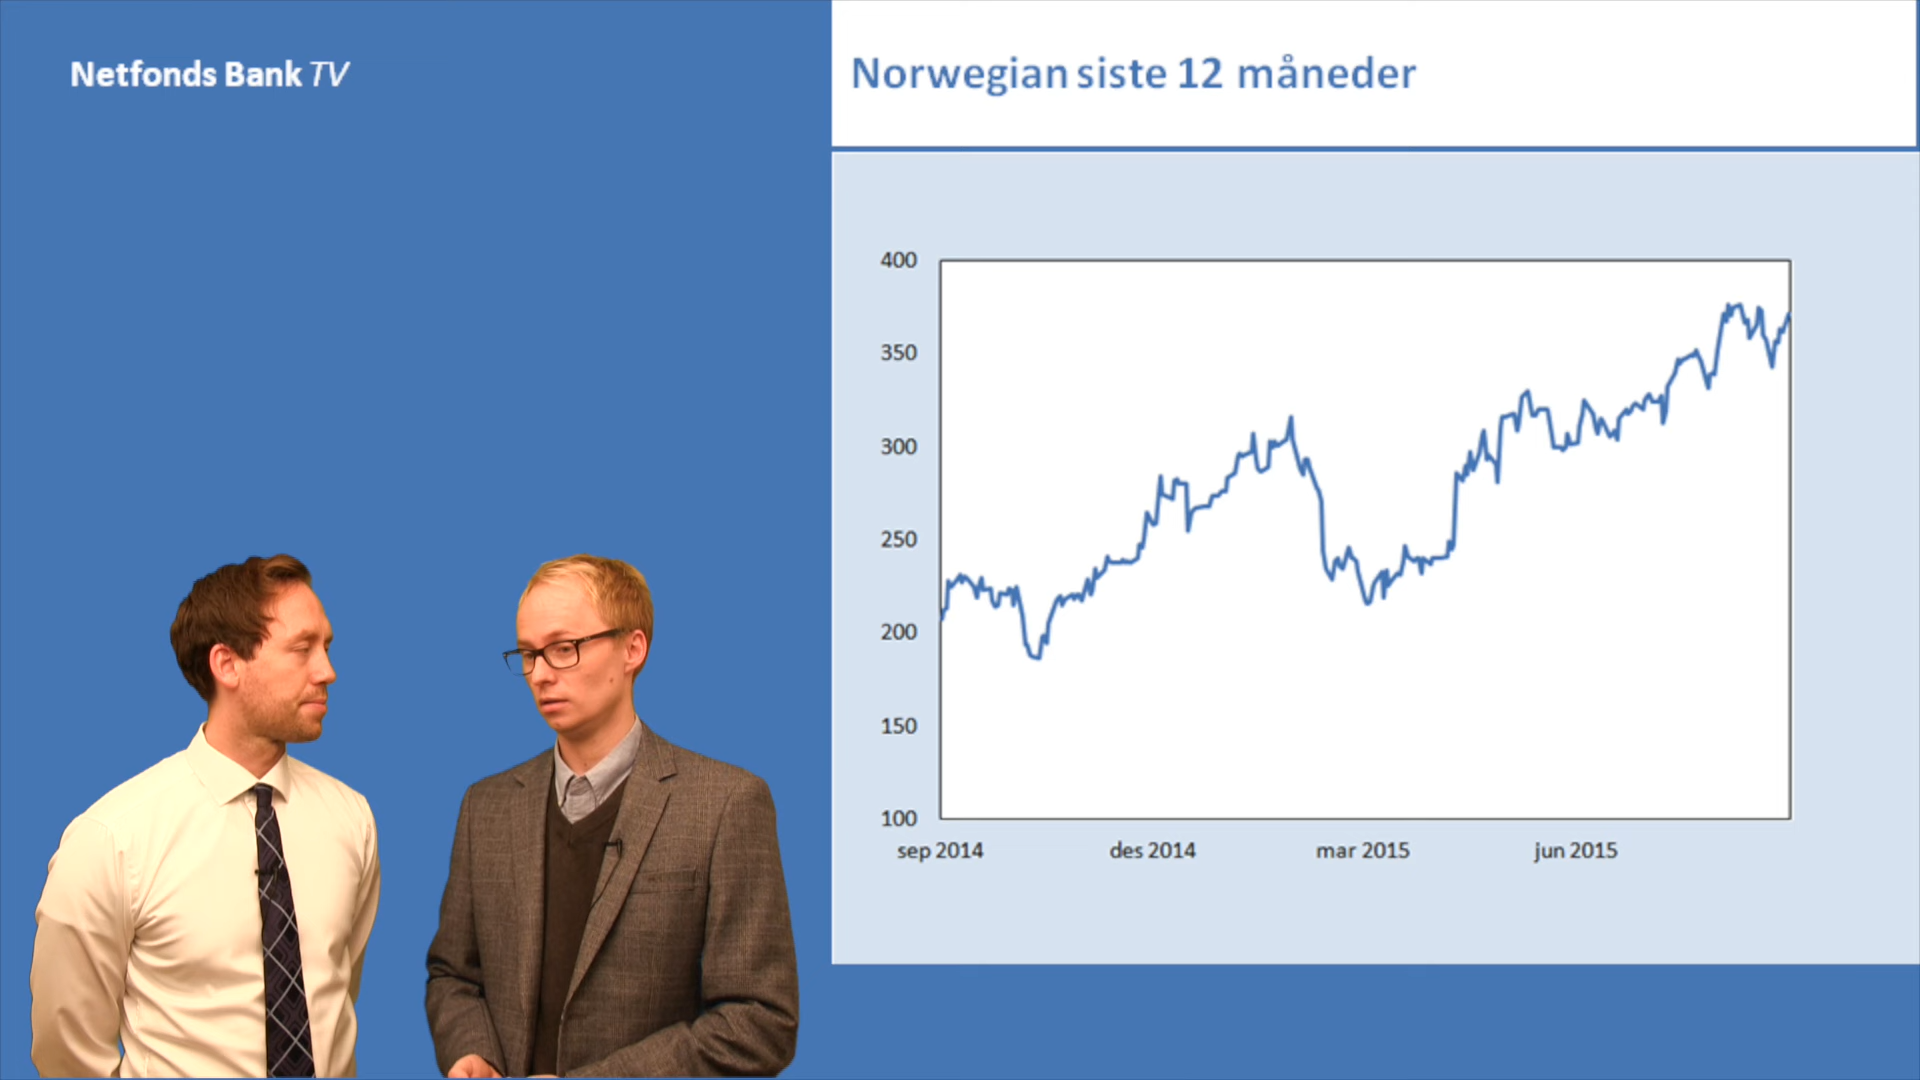 Netfonds Bank TV
Norwegian siste 12 måneder
400
350
300
250
200
150
100
sep 2014 des 2014 mar 2015 jun 2015